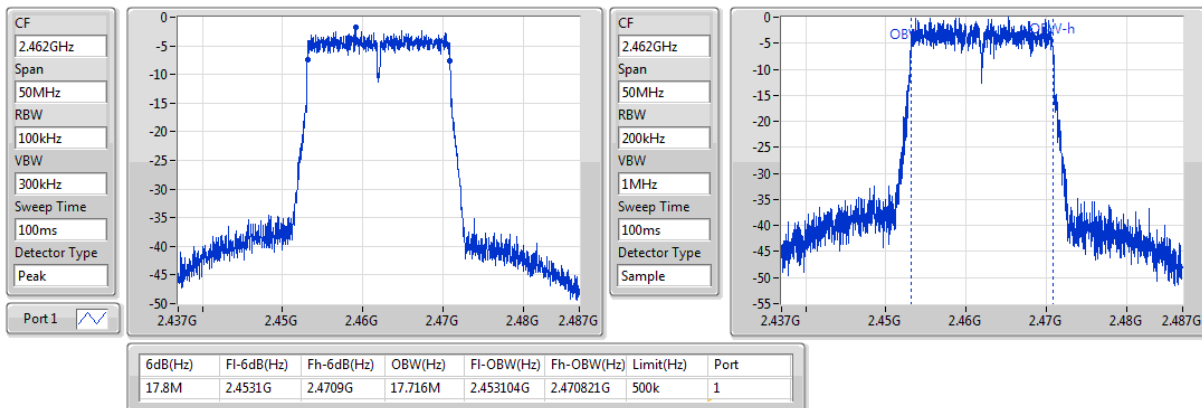 CF
2.462GHz
Span
50MHz
RBW
100kHz
VBW
300kHz
Sweep Time
100ms
Detector Type
Peak
Port 1
0-
-5-
-10-
-15-
-20-
-25-
-30-
-35-
-40-
-45-
-50-
2.437G 2.45G 2.46G 2.47G 2.48G 2.487G
CF
2.462GHz
Span
50MHz
RBW
200kHz
VBW
1MHz
Sweep Time
100ms
Detector Type
Sample
0-
-5-
-10-
-15-
-20-
-25-
-30-
-35-
-40-
-45-
-50-
-55-
2.437G 2.45G 2.46G 2.47G 2.48G 2.487G
6dB(Hz) Fl-6dB(Hz) Fh-6dB(Hz) OBW(Hz) Fl-OBW(Hz) Fh-OBW(Hz) Limit(Hz) Port
17.8M 2.4531G 2.4709G 17.716M 2.453104G 2.470821G 500k 1